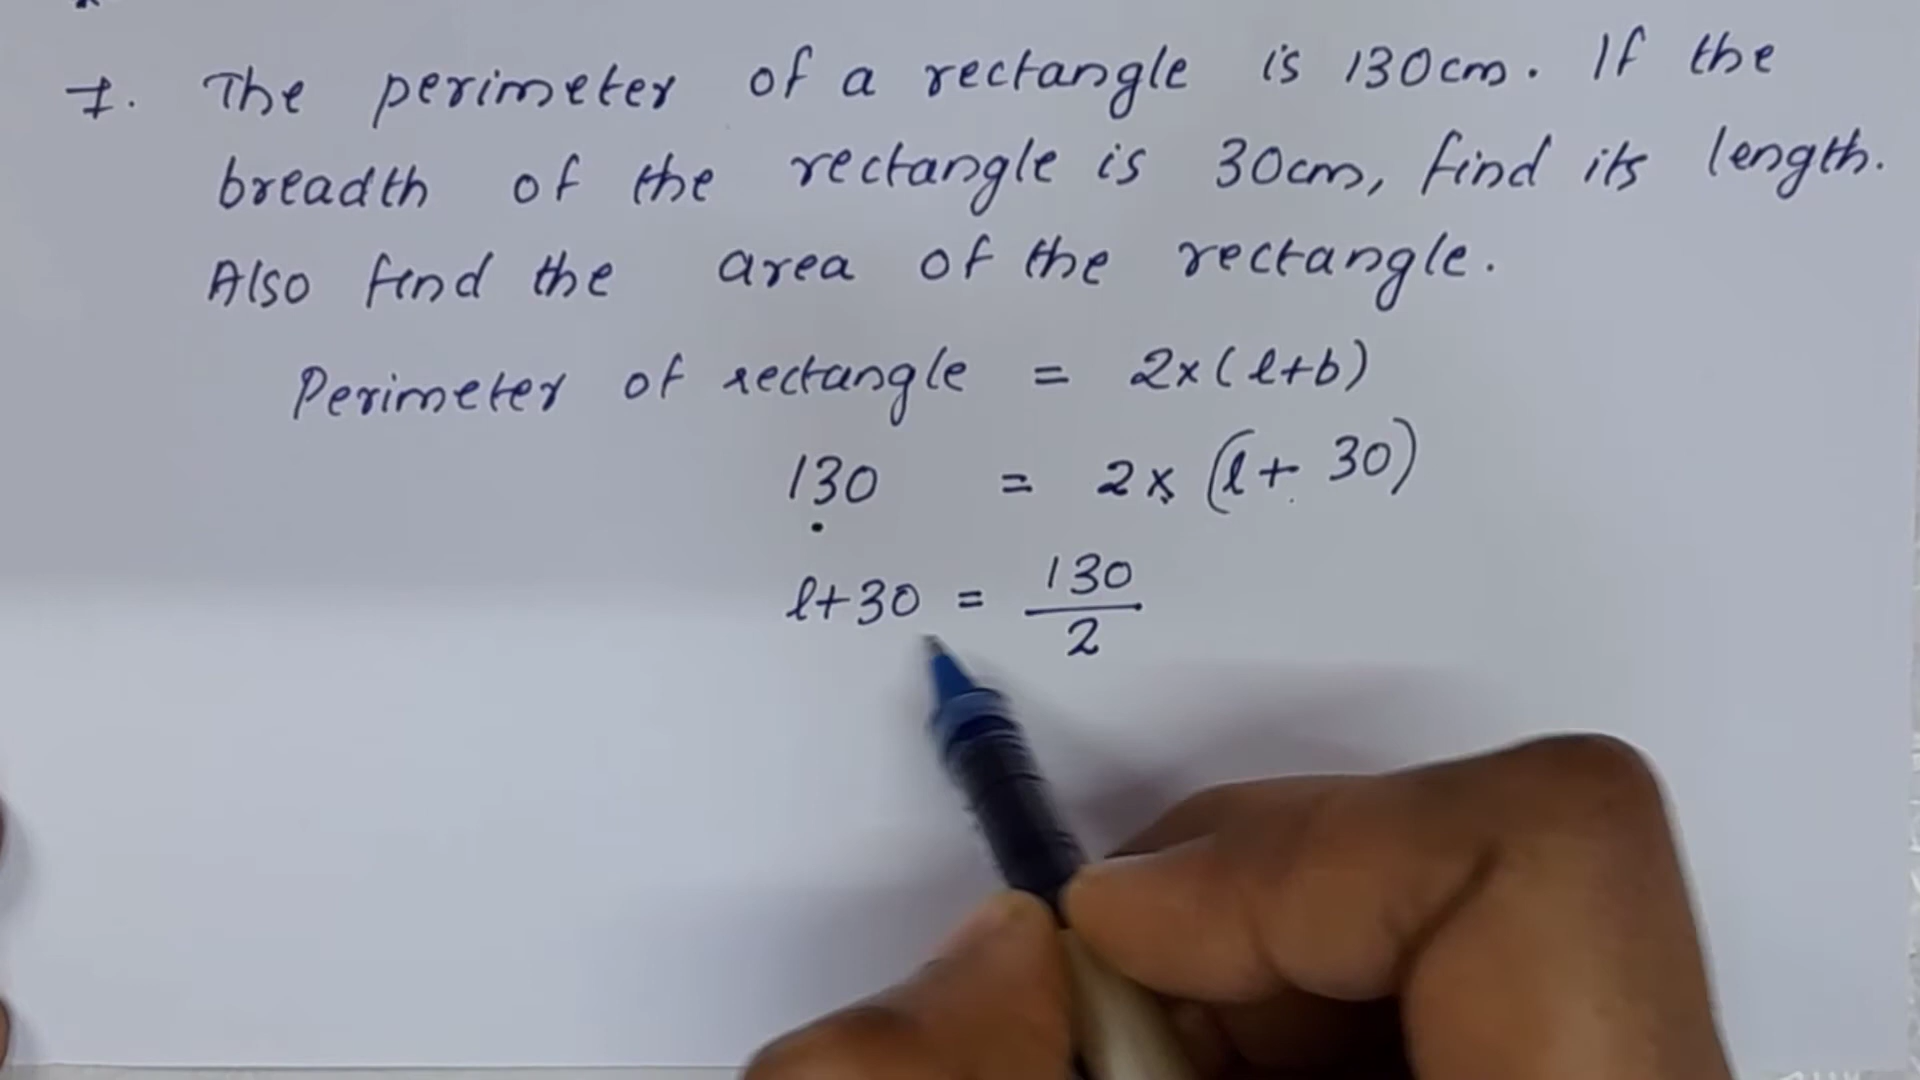 7. The perimeter of a rectangle is 130cm. If the
breadth of the rectangle is 30cm, find its length.
Also find the area of the rectangle.
Perimeter of rectangle = 2×(l+b)
130 = 2× (l+ 30)
l+30 = 130/2